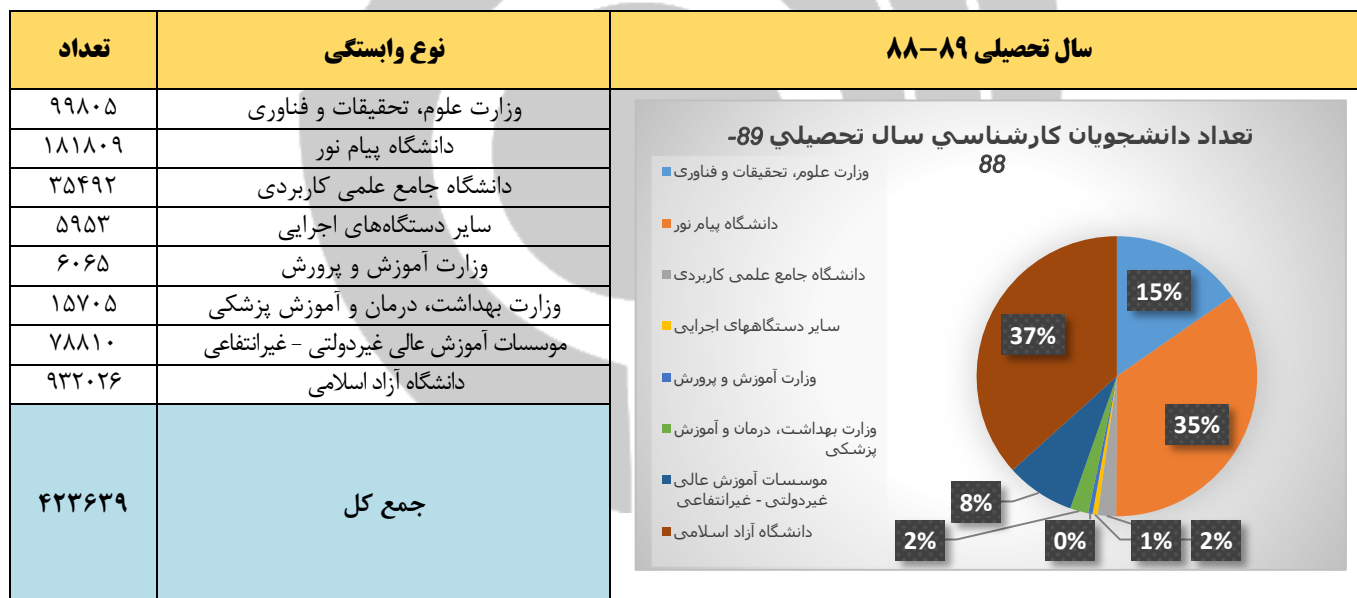 سال تحصیلی ۸۹-۸۸
نوع وابستگی
تعداد
وزارت علوم، تحقیقات و فناوری
۹۹۸۰۵
دانشگاه پیام نور
۱۸۱۸۰۹
دانشگاه جامع علمی کاربردی
۳۵۴۹۲
سایر دستگاه‌های اجرایی
۵۹۵۳
وزارت آموزش و پرورش
۶۰۶۵
وزارت بهداشت، درمان و آموزش پزشکی
۱۵۷۰۵
موسسات آموزش عالی غیردولتی - غیرانتفاعی
۷۸۸۱۰
دانشگاه آزاد اسلامی
۹۳۲۰۲۶
جمع کل
۴۲۳۶۳۹
تعداد دانشجویان کارشناسي سال تحصیلي 89-
88
وزارت علوم، تحقیقات و فناوری
دانشگاه پیام نور
دانشگاه جامع علمی کاربردی
سایر دستگاههای اجرایی
وزارت آموزش و پرورش
وزارت بهداشت، درمان و آموزش
پزشکی
موسسات آموزش عالی
غیردولتی - غیرانتفاعی
دانشگاه آزاد اسلامی
15%
37%
35%
8%
2%
0%
1%
2%